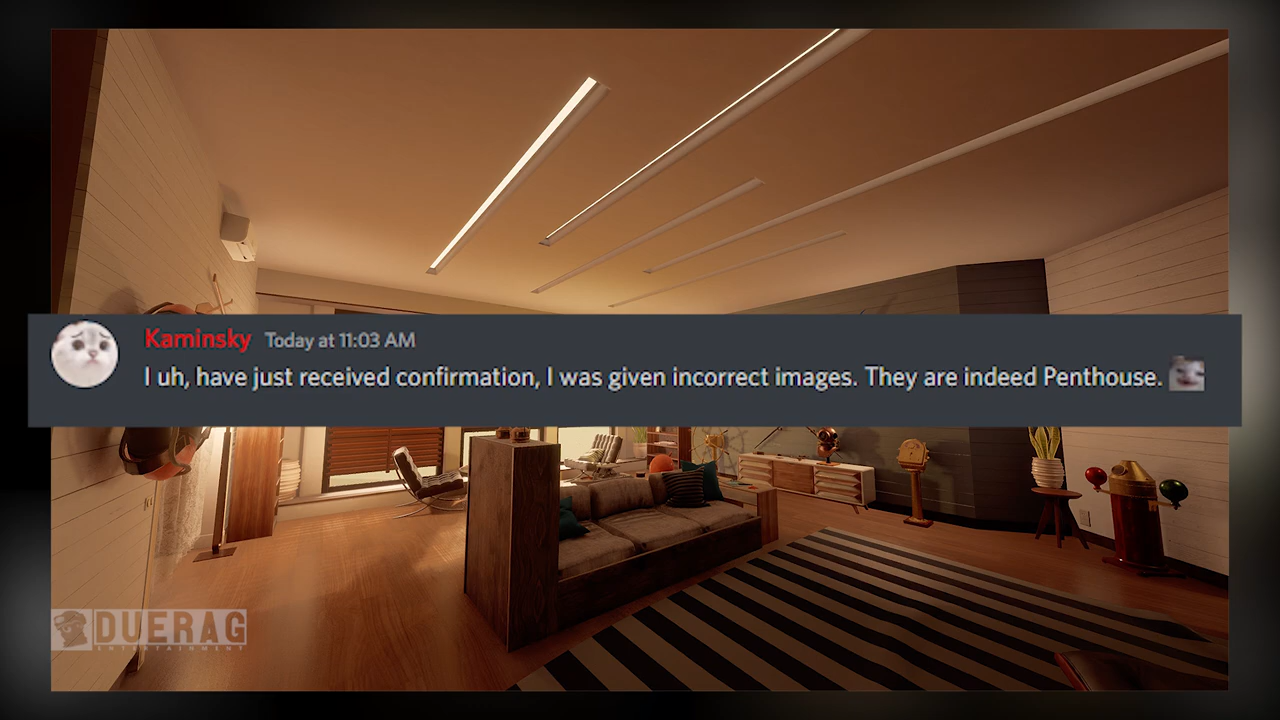 Kaminsky Today at 11:03 AM
I uh, have just received confirmation, I was given incorrect images. They are indeed Penthouse.
DUERAG
ENTERTAINMENT